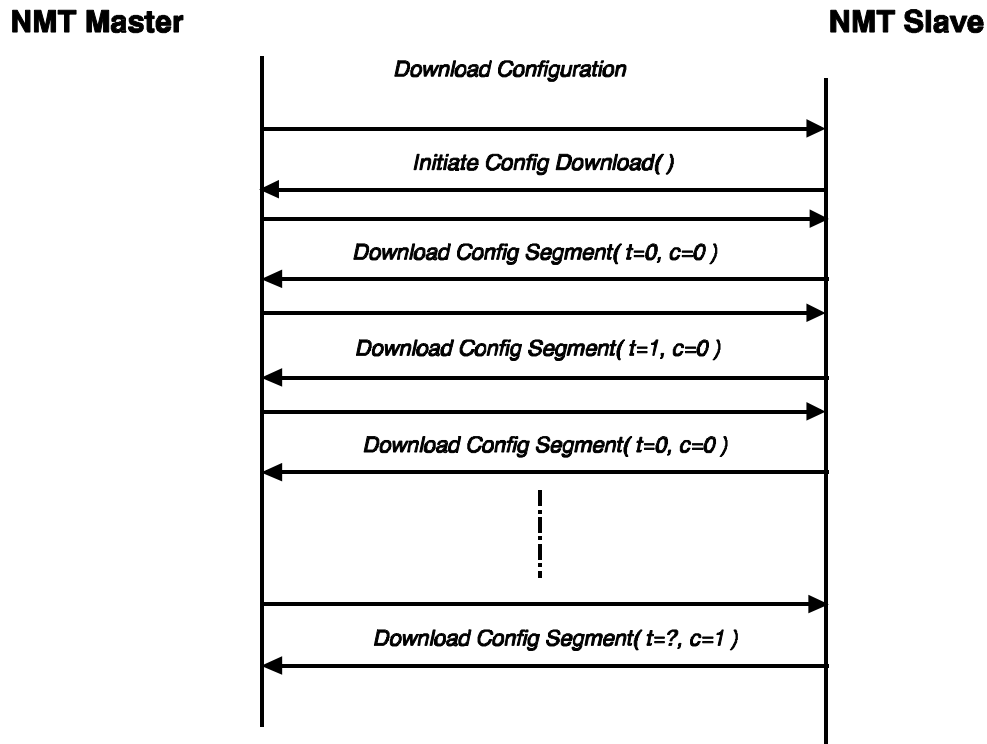 NMT Master
NMT Slave
Download Configuration
Initiate Config Download( )
Download Config Segment( t=0, c=0 )
Download Config Segment( t=1, c=0 )
Download Config Segment( t=0, c=0 )
Download Config Segment( t=?, c=1 )